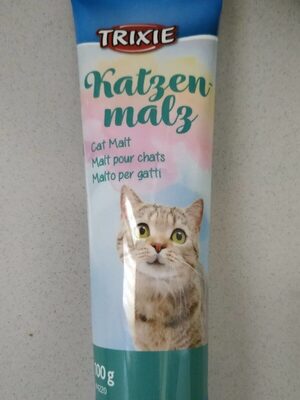 TRIXIE
Katzen
malz
Cat Malt
Malt pour chats
Malto per gatti
100 g